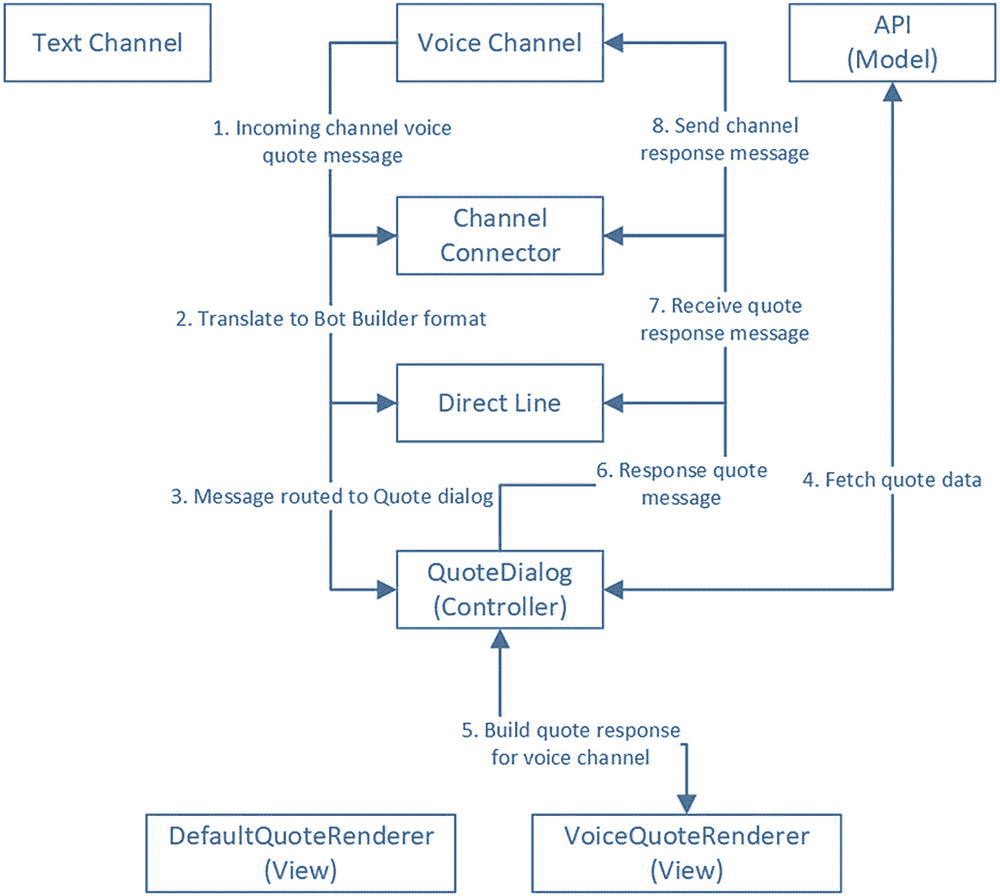 Text Channel
Voice Channel
API
(Model)
1. Incoming channel voice
quote message
8. Send channel
response message
Channel
Connector
2. Translate to Bot Builder format
7. Receive quote
response message
Direct Line
3. Message routed to Quote dialog
6. Response quote
message
4. Fetch quote data
QuoteDialog
(Controller)
5. Build quote response
for voice channel
DefaultQuoteRenderer
(View)
VoiceQuoteRenderer
(View)